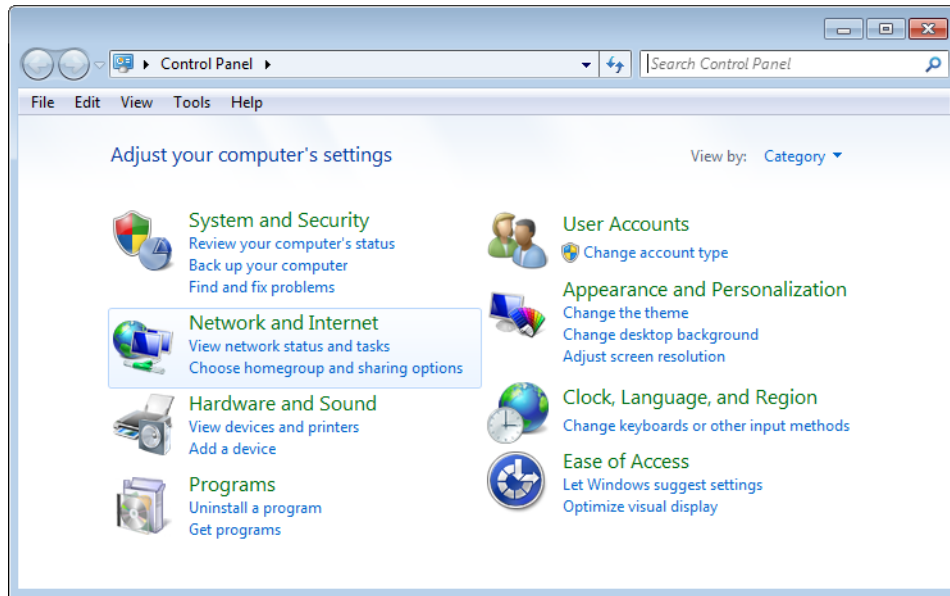 Control Panel
Search Control Panel
File Edit View Tools Help
Adjust your computer's settings
View by: Category
System and Security
Review your computer's status
Back up your computer
Find and fix problems
Network and Internet
View network status and tasks
Choose homegroup and sharing options
Hardware and Sound
View devices and printers
Add a device
Programs
Uninstall a program
Get programs
User Accounts
Change account type
Appearance and Personalization
Change the theme
Change desktop background
Adjust screen resolution
Clock, Language, and Region
Change keyboards or other input methods
Ease of Access
Let Windows suggest settings
Optimize visual display